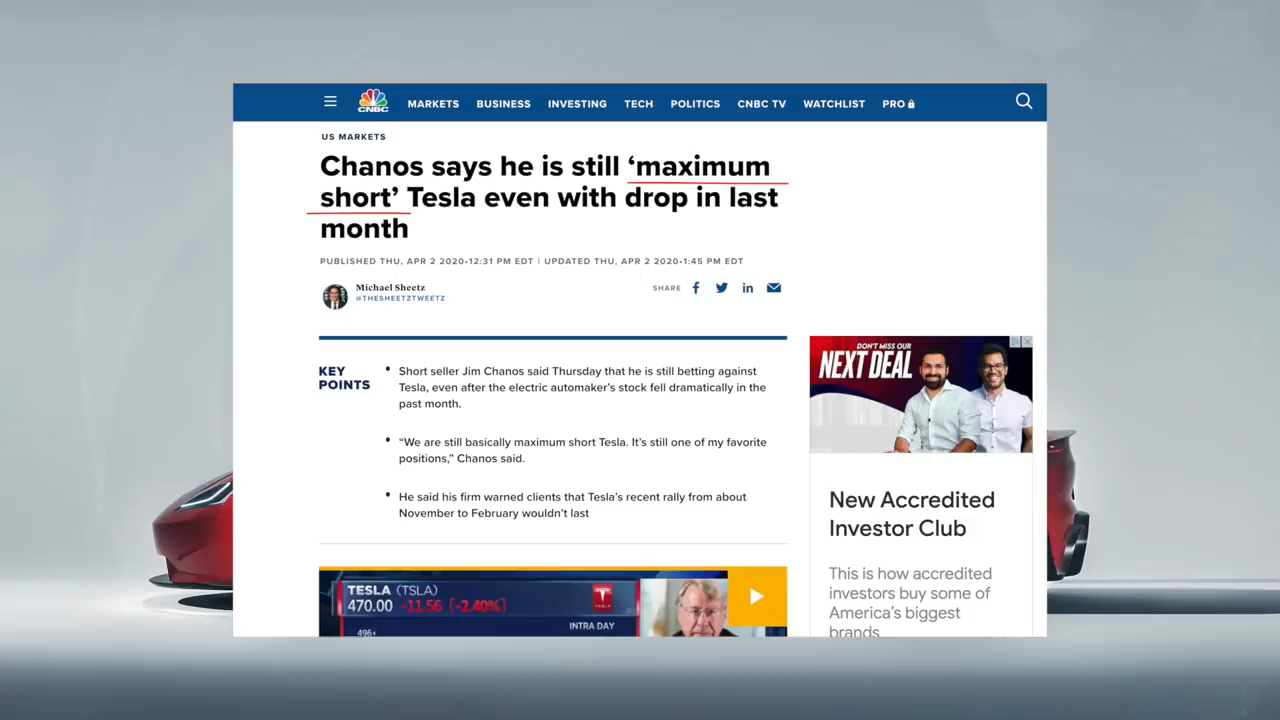 CNBC
MARKETS BUSINESS INVESTING TECH POLITICS CNBC TV WATCHLIST PRO
US MARKETS
Chanos says he is still ‘maximum
short’ Tesla even with drop in last
month
PUBLISHED THU, APR 2 2020•12:31 PM EDT | UPDATED THU, APR 2 2020•1:45 PM EDT
Michael Sheetz
@THESHEETZTWEETZ
SHARE
KEY
POINTS
• Short seller Jim Chanos said Thursday that he is still betting against
Tesla, even after the electric automaker’s stock fell dramatically in the
past month.
• “We are still basically maximum short Tesla. It’s still one of my favorite
positions,” Chanos said.
• He said his firm warned clients that Tesla’s recent rally from about
November to February wouldn’t last
TESLA (TSLA)
470.00 -11.56 [-2.40%]
TESLA
496
INTRA DAY
DON'T MISS OUR
NEXT DEAL
New Accredited
Investor Club
This is how accredited
investors buy some of
America’s biggest
brands